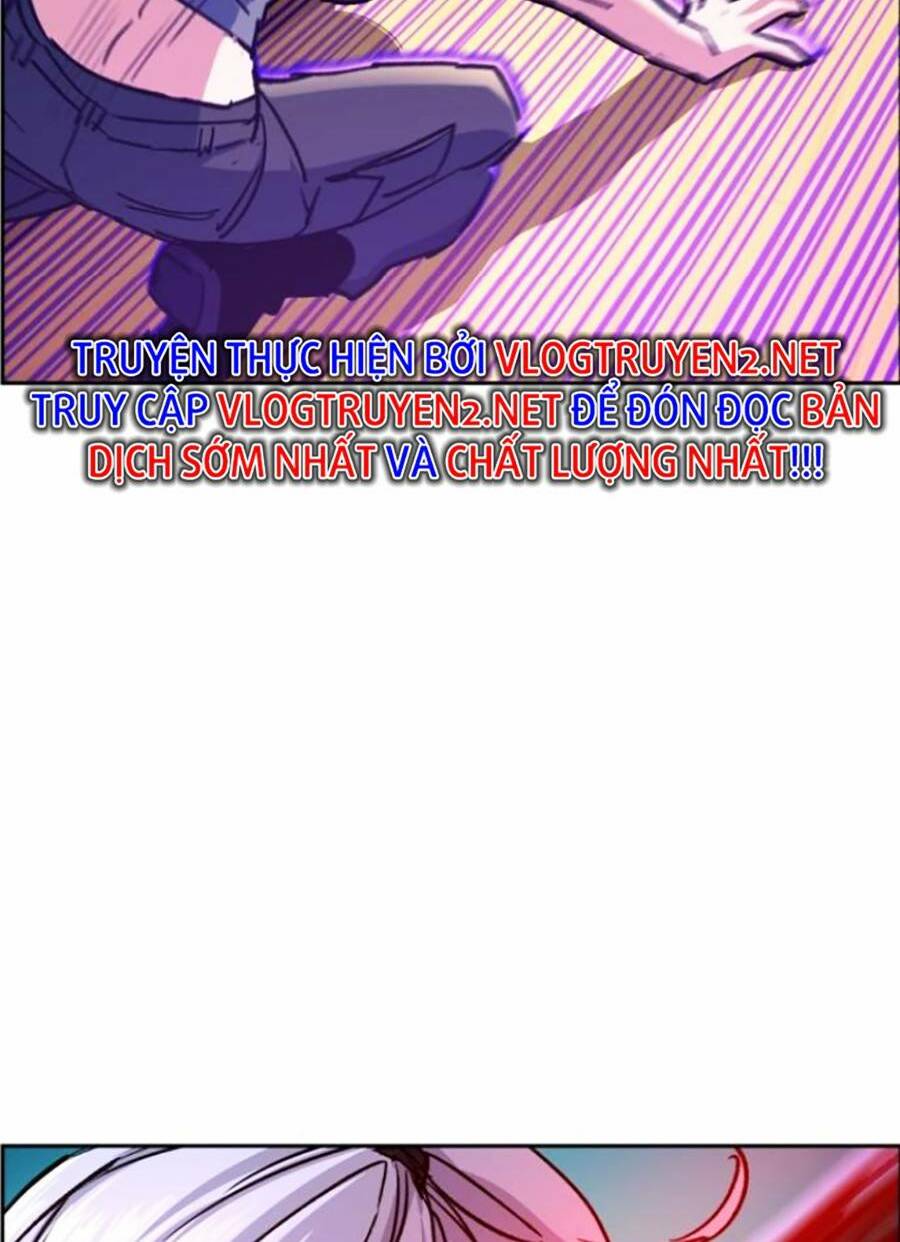 TRUYỆN THỰC HIỆN BỞI VLOGTRUYEN2.NET
TRUY CẬP VLOGTRUYEN2.NET ĐỂ ĐÓN ĐỌC BẢN
DỊCH SỚM NHẤT VÀ CHẤT LƯỢNG NHẤT!!!